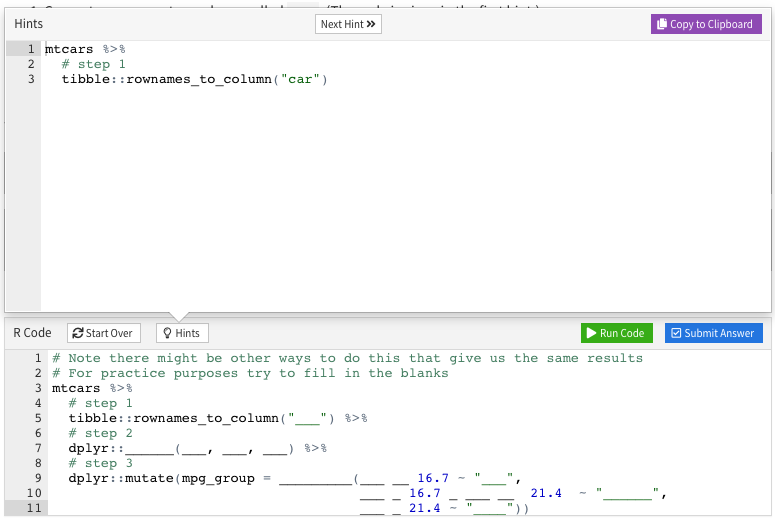 Hints Next Hint Copy to Clipboard
1 mtcars %>%
2 # step 1
3 tibble::rownames_to_column("car")
R Code Start Over Hints Run Code Submit Answer
1 # Note there might be other ways to do this that give us the same results
2 # For practice purposes try to fill in the blanks
3 mtcars %>%
4 # step 1
5 tibble::rownames_to_column("___") %>%
6 # step 2
7 dplyr::______(___, ___, ___) %>%
8 # step 3
9 dplyr::mutate(mpg_group = _________(___ __ 16.7 ~ "___",
10 ___ _ 16.7 _ ___ __ 21.4 ~ "______",
11 ___ _ 21.4 ~ "____"))